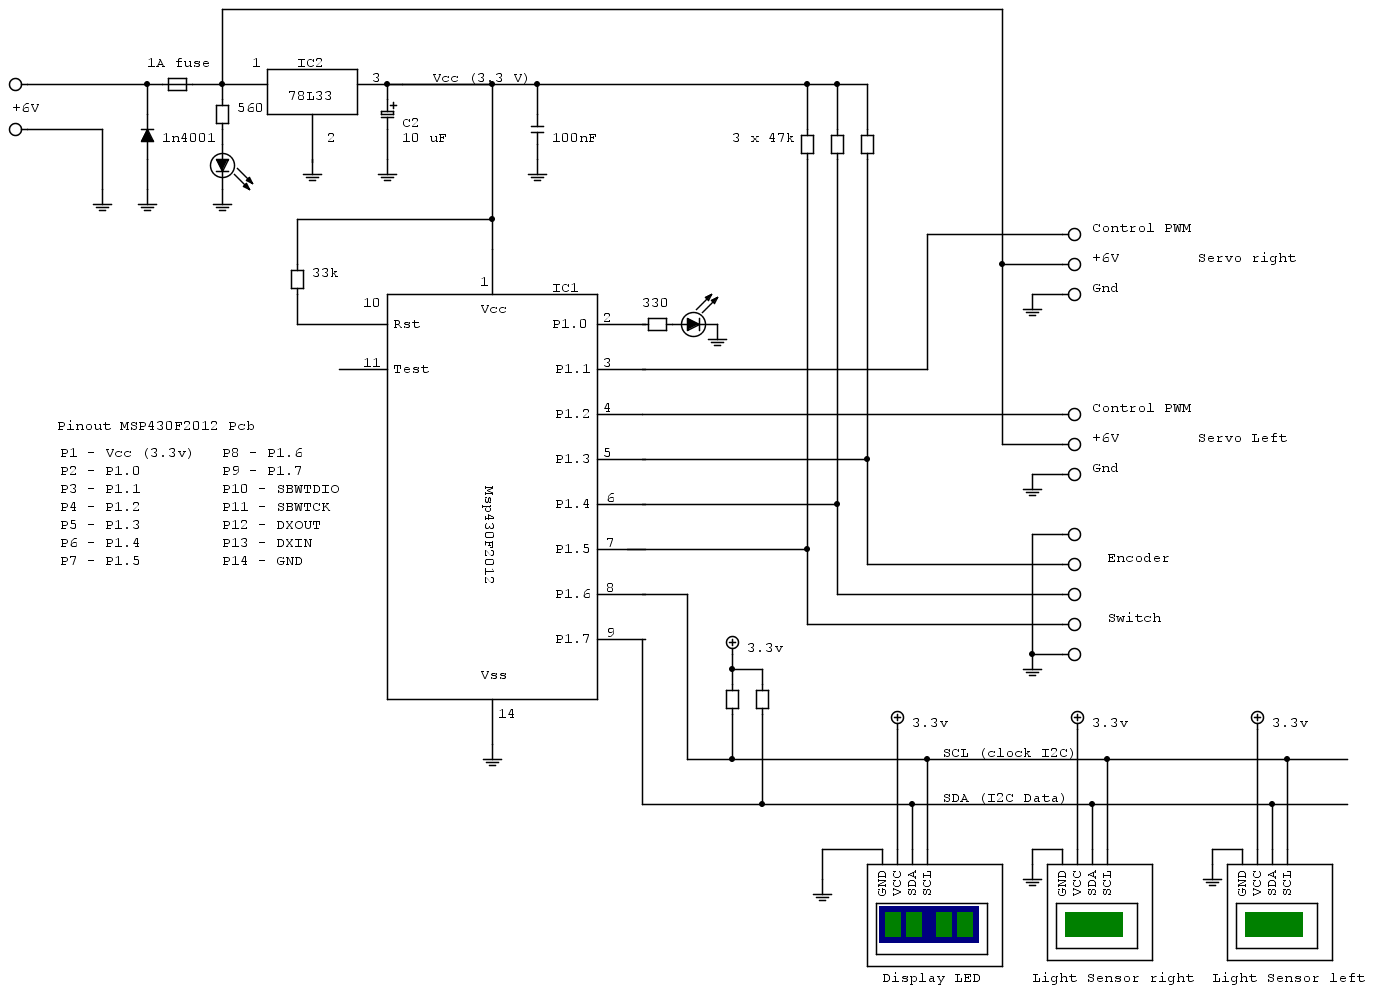 1A fuse
1
IC2
78L33
3
Vcc (3.3 V)
+6V
560
1n4001
2
+
C2
10 uF
100nF
3 x 47k
33k
1
IC1
10
Rst
Vcc
P1.0
2
330
11
Test
P1.1
3
P1.2
4
P1.3
5
P1.4
6
P1.5
7
P1.6
8
P1.7
9
Msp430F2012
Vss
14
Control PWM
+6V
Servo right
Gnd
Control PWM
+6V
Servo Left
Gnd
Encoder
Switch
Pinout MSP430F2012 Pcb
P1 - Vcc (3.3v)
P2 - P1.0
P3 - P1.1
P4 - P1.2
P5 - P1.3
P6 - P1.4
P7 - P1.5
P8 - P1.6
P9 - P1.7
P10 - SBWTDIO
P11 - SBWTCK
P12 - DXOUT
P13 - DXIN
P14 - GND
3.3v
3.3v
3.3v
3.3v
SCL (clock I2C)
SDA (I2C Data)
GND
VCC
SDA
SCL
Display LED
GND
VCC
SDA
SCL
Light Sensor right
GND
VCC
SDA
SCL
Light Sensor left